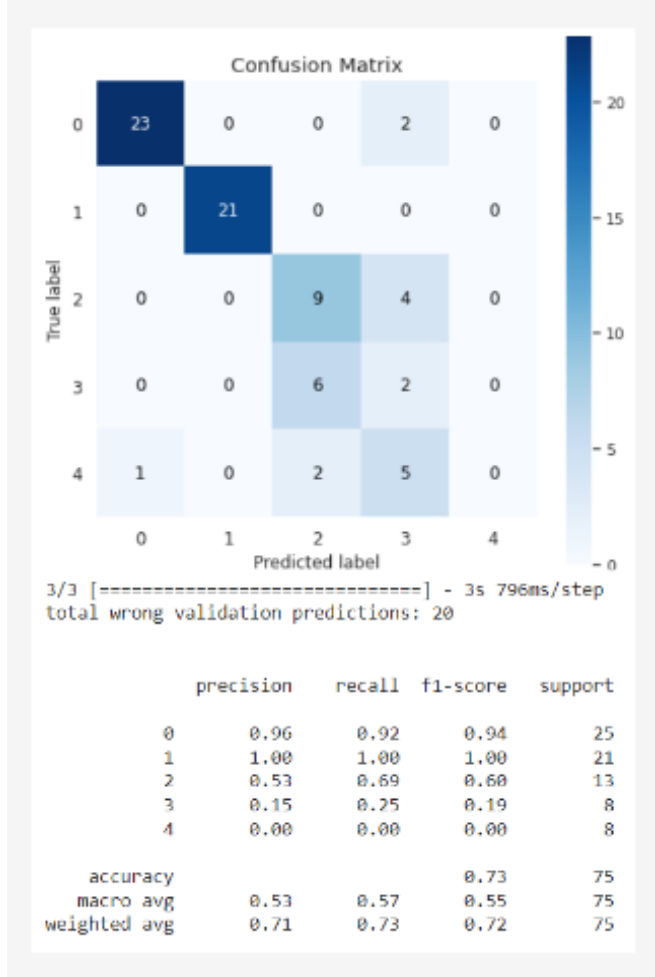 Confusion Matrix
0 23 0 0 2 0
1 0 21 0 0 0
2 0 0 9 4 0
3 0 0 6 2 0
4 1 0 2 5 0
0 1 2 3 4
True label
Predicted label
20
15
10
5
0
3/3 [==============================] - 3s 796ms/step
total wrong validation predictions: 20
precision recall f1-score support
0 0.96 0.92 0.94 25
1 1.00 1.00 1.00 21
2 0.53 0.69 0.60 13
3 0.15 0.25 0.19 8
4 0.00 0.00 0.00 8
accuracy 0.73 75
macro avg 0.53 0.57 0.55 75
weighted avg 0.71 0.73 0.72 75